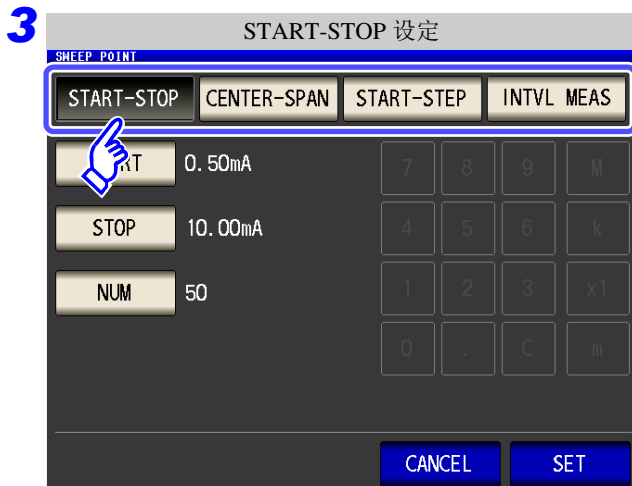 3
START-STOP 设定
SWEEP POINT
START-STOP CENTER-SPAN START-STEP INTVL MEAS
0.50mA 7 8 9 M
STOP 10.00mA 4 5 6 k
NUM 50 1 2 3 x1
0 . C m
CANCEL SET